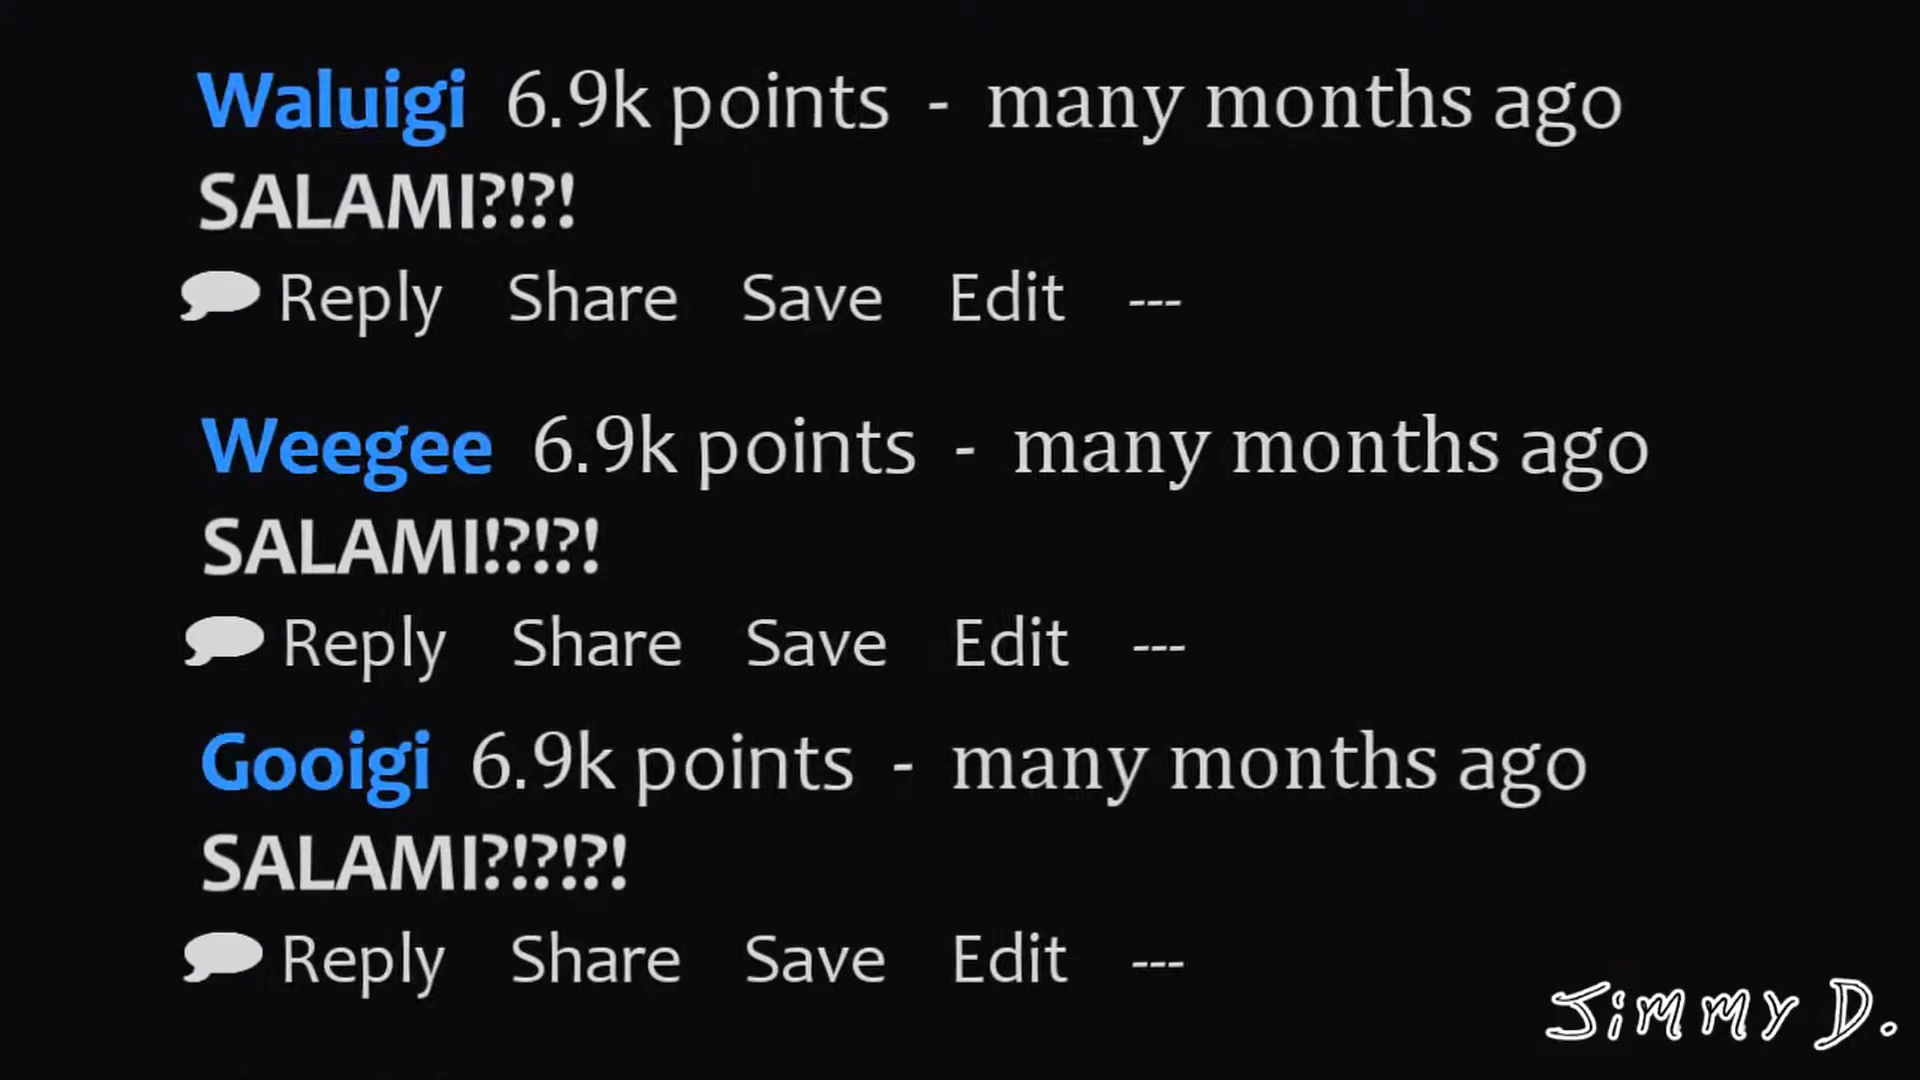 Waluigi 6.9k points - many months ago
SALAMI?!?!
Reply Share Save Edit ---
Weegee 6.9k points - many months ago
SALAMI!?!?!
Reply Share Save Edit ---
Gooigi 6.9k points - many months ago
SALAMI?!?!?!
Reply Share Save Edit ---
Jimmy D.